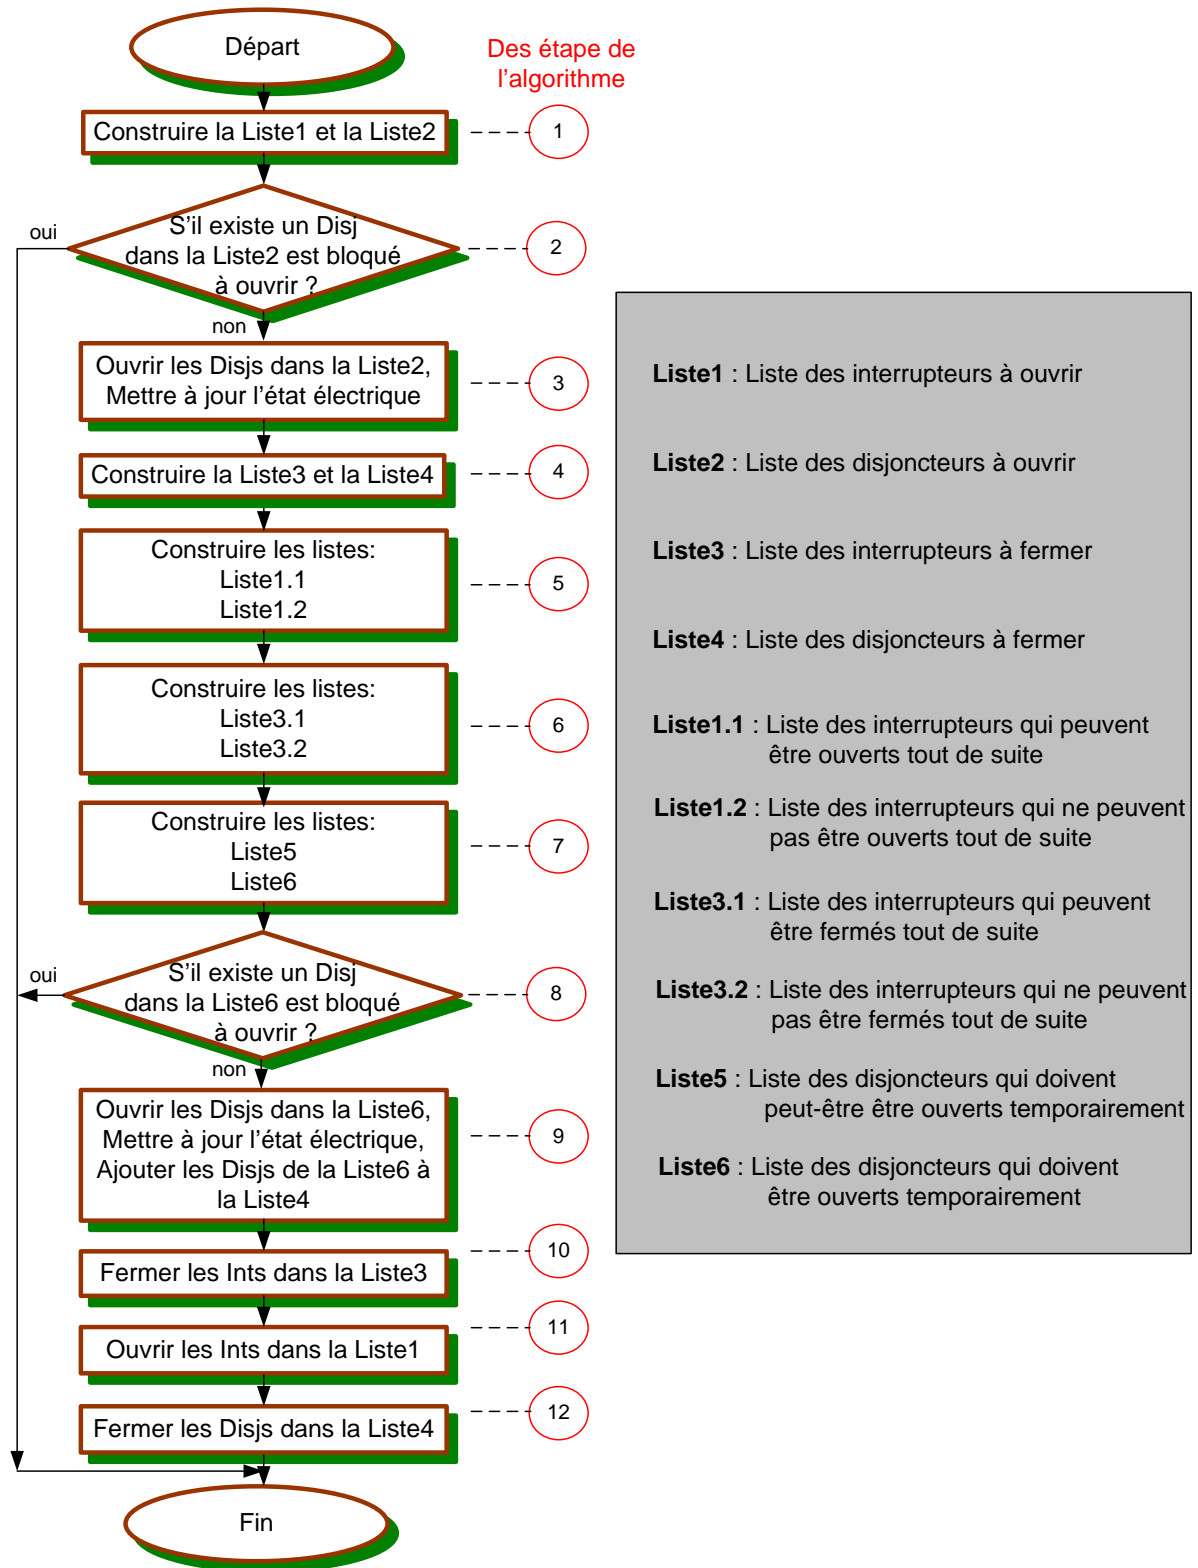 Départ
Des étape de
l'algorithme
Construire la Liste1 et la Liste2
1
S'il existe un Disj
dans la Liste2 est bloqué
à ouvrir ?
oui
2
non
Ouvrir les Disjs dans la Liste2,
Mettre à jour l'état électrique
3
Construire la Liste3 et la Liste4
4
Construire les listes:
Liste1.1
Liste1.2
5
Construire les listes:
Liste3.1
Liste3.2
6
Construire les listes:
Liste5
Liste6
7
S'il existe un Disj
dans la Liste6 est bloqué
à ouvrir ?
oui
8
non
Ouvrir les Disjs dans la Liste6,
Mettre à jour l'état électrique,
Ajouter les Disjs de la Liste6 à
la Liste4
9
Fermer les Ints dans la Liste3
10
Ouvrir les Ints dans la Liste1
11
Fermer les Disjs dans la Liste4
12
Fin
Liste1 : Liste des interrupteurs à ouvrir
Liste2 : Liste des disjoncteurs à ouvrir
Liste3 : Liste des interrupteurs à fermer
Liste4 : Liste des disjoncteurs à fermer
Liste1.1 : Liste des interrupteurs qui peuvent
être ouverts tout de suite
Liste1.2 : Liste des interrupteurs qui ne peuvent
pas être ouverts tout de suite
Liste3.1 : Liste des interrupteurs qui peuvent
être fermés tout de suite
Liste3.2 : Liste des interrupteurs qui ne peuvent
pas être fermés tout de suite
Liste5 : Liste des disjoncteurs qui doivent
peut-être être ouverts temporairement
Liste6 : Liste des disjoncteurs qui doivent
être ouverts temporairement